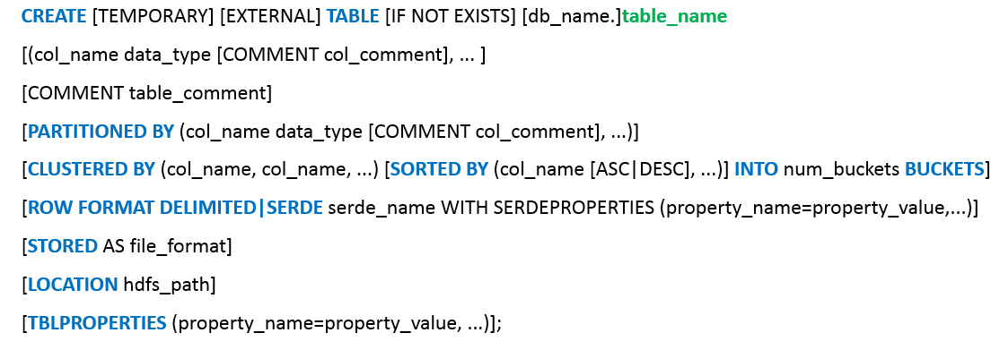 CREATE [TEMPORARY] [EXTERNAL] TABLE [IF NOT EXISTS] [db_name.]table_name
[(col_name data_type [COMMENT col_comment], ... ]
[COMMENT table_comment]
[PARTITIONED BY (col_name data_type [COMMENT col_comment], ...)]
[CLUSTERED BY (col_name, col_name, ...) [SORTED BY (col_name [ASC|DESC], ...)] INTO num_buckets BUCKETS]
[ROW FORMAT DELIMITED|SERDE serde_name WITH SERDEPROPERTIES (property_name=property_value,...)]
[STORED AS file_format]
[LOCATION hdfs_path]
[TBLPROPERTIES (property_name=property_value, ...)];